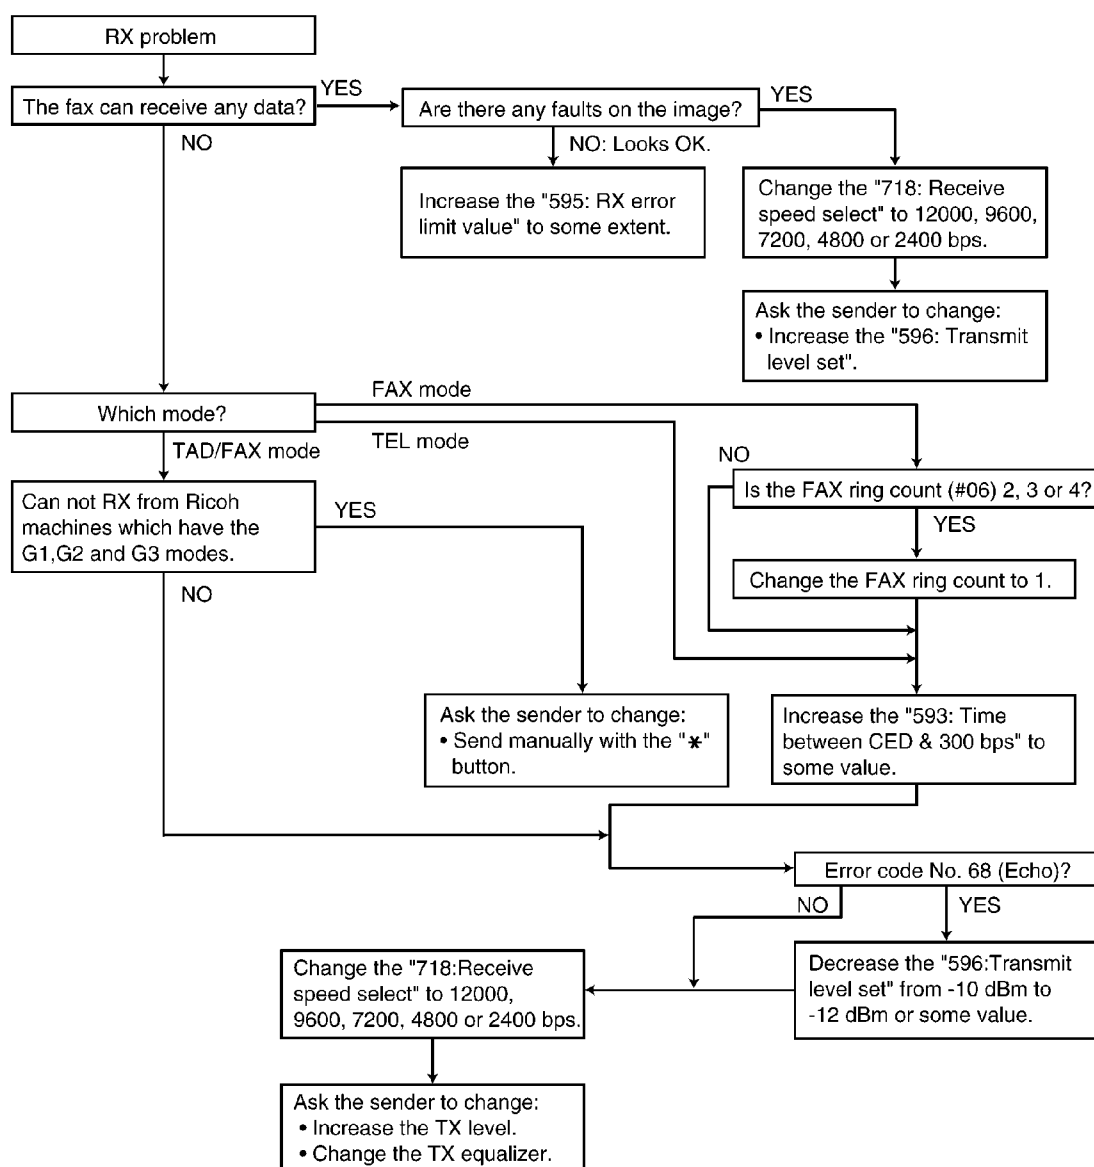 RX problem
The fax can receive any data?
YES
Are there any faults on the image?
YES
NO
NO: Looks OK.
Increase the "595: RX error
limit value" to some extent.
Change the "718: Receive
speed select" to 12000, 9600,
7200, 4800 or 2400 bps.
Ask the sender to change:
• Increase the "596: Transmit
level set".
Which mode?
FAX mode
TEL mode
TAD/FAX mode
NO
Is the FAX ring count (#06) 2, 3 or 4?
YES
Change the FAX ring count to 1.
Can not RX from Ricoh
machines which have the
G1,G2 and G3 modes.
YES
NO
Ask the sender to change:
• Send manually with the "*"
button.
Increase the "593: Time
between CED & 300 bps" to
some value.
Error code No. 68 (Echo)?
NO
YES
Decrease the "596:Transmit
level set" from -10 dBm to
-12 dBm or some value.
Change the "718:Receive
speed select" to 12000,
9600, 7200, 4800 or 2400 bps.
Ask the sender to change:
• Increase the TX level.
• Change the TX equalizer.